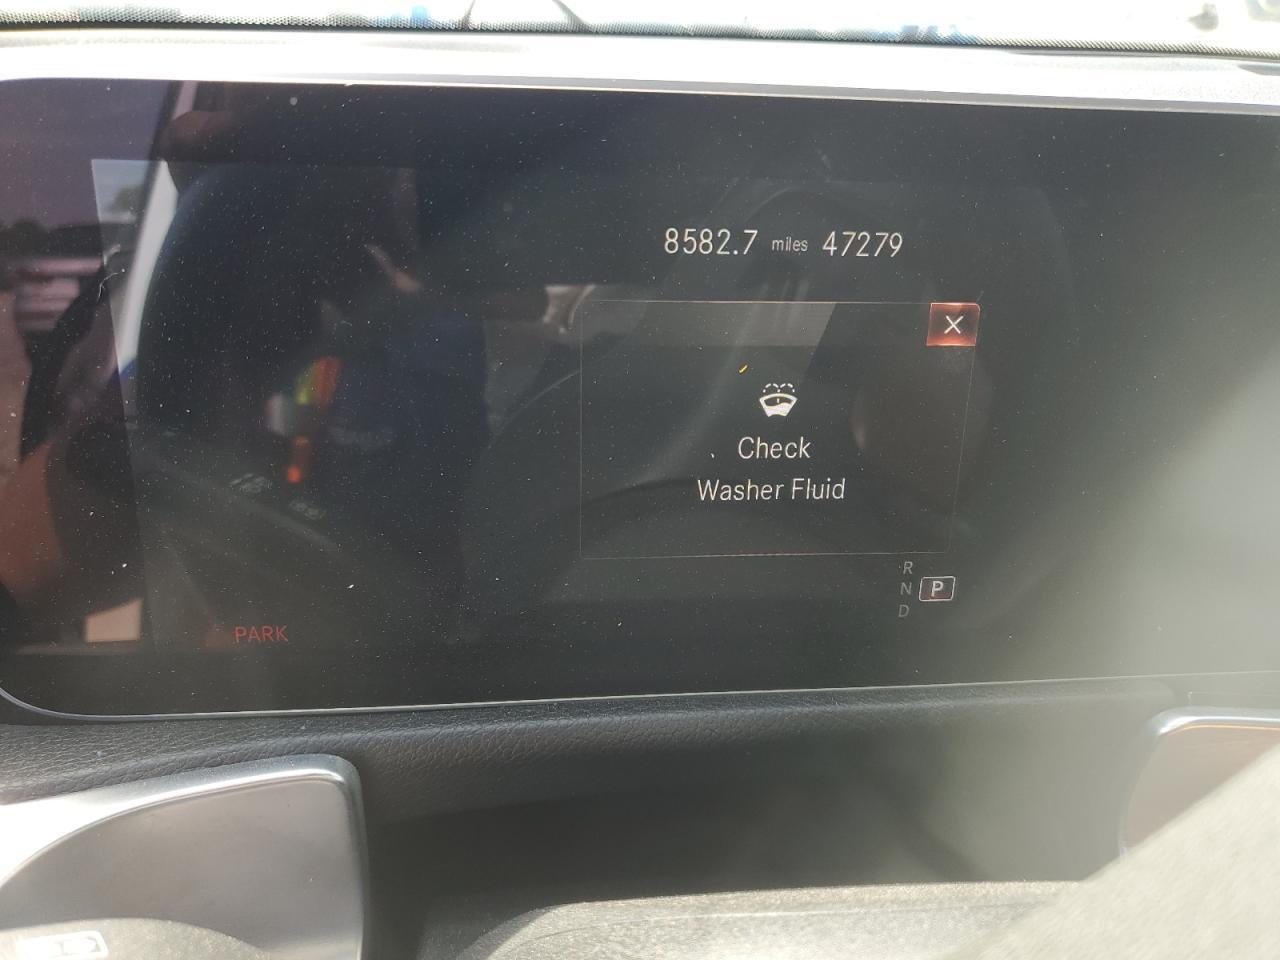 8582.7 miles 47279
Check
Washer Fluid
R
N P
D
PARK